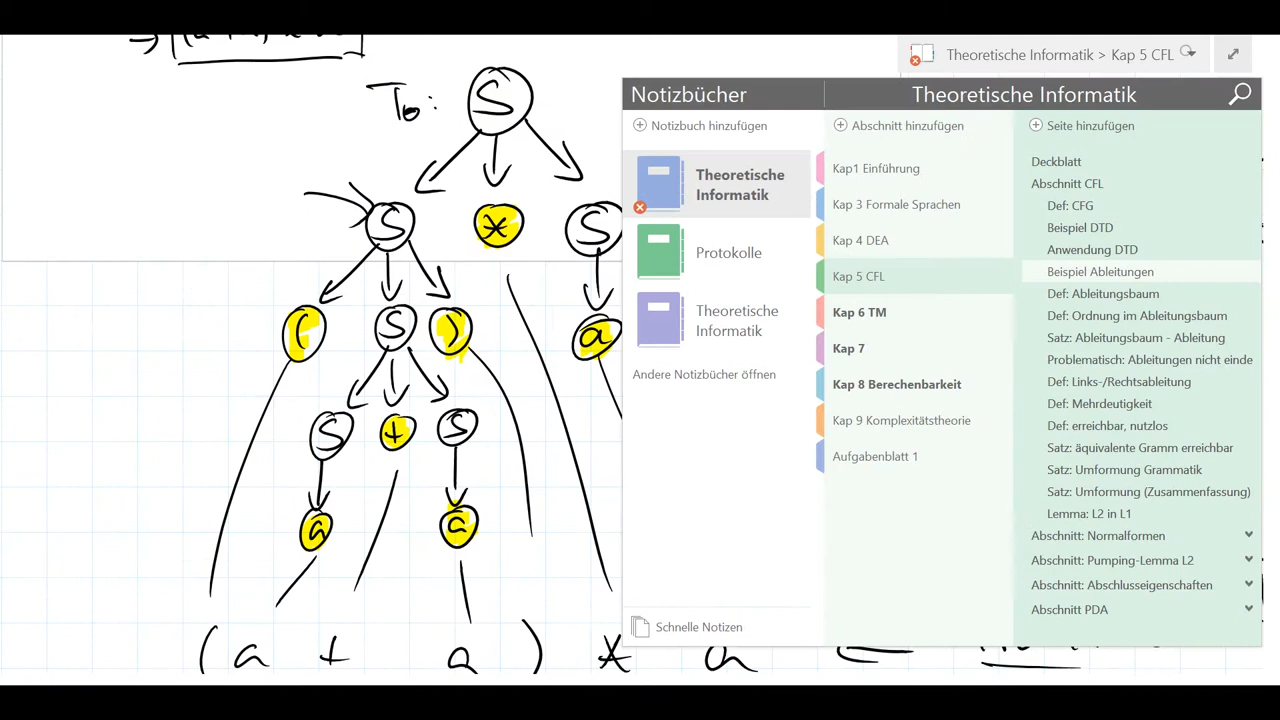 Theoretische Informatik > Kap 5 CFL
Notizbücher
Theoretische Informatik
Notizbuch hinzufügen
Abschnitt hinzufügen
Seite hinzufügen
Theoretische
Informatik
Protokolle
Theoretische
Informatik
Andere Notizbücher öffnen
Schnelle Notizen
Kap1 Einführung
Kap 3 Formale Sprachen
Kap 4 DEA
Kap 5 CFL
Kap 6 TM
Kap 7
Kap 8 Berechenbarkeit
Kap 9 Komplexitätstheorie
Aufgabenblatt 1
Deckblatt
Abschnitt CFL
Def: CFG
Beispiel DTD
Anwendung DTD
Beispiel Ableitungen
Def: Ableitungsbaum
Def: Ordnung im Ableitungsbaum
Satz: Ableitungsbaum - Ableitung
Problematisch: Ableitungen nicht einde
Def: Links-/Rechtsableitung
Def: Mehrdeutigkeit
Def: erreichbar, nutzlos
Satz: äquivalente Gramm erreichbar
Satz: Umformung Grammatik
Satz: Umformung (Zusammenfassung)
Lemma: L2 in L1
Abschnitt: Normalformen
Abschnitt: Pumping-Lemma L2
Abschnitt: Abschlusseigenschaften
Abschnitt PDA
S
S * S
( S ) a
S + S
a a
( a + a ) * a